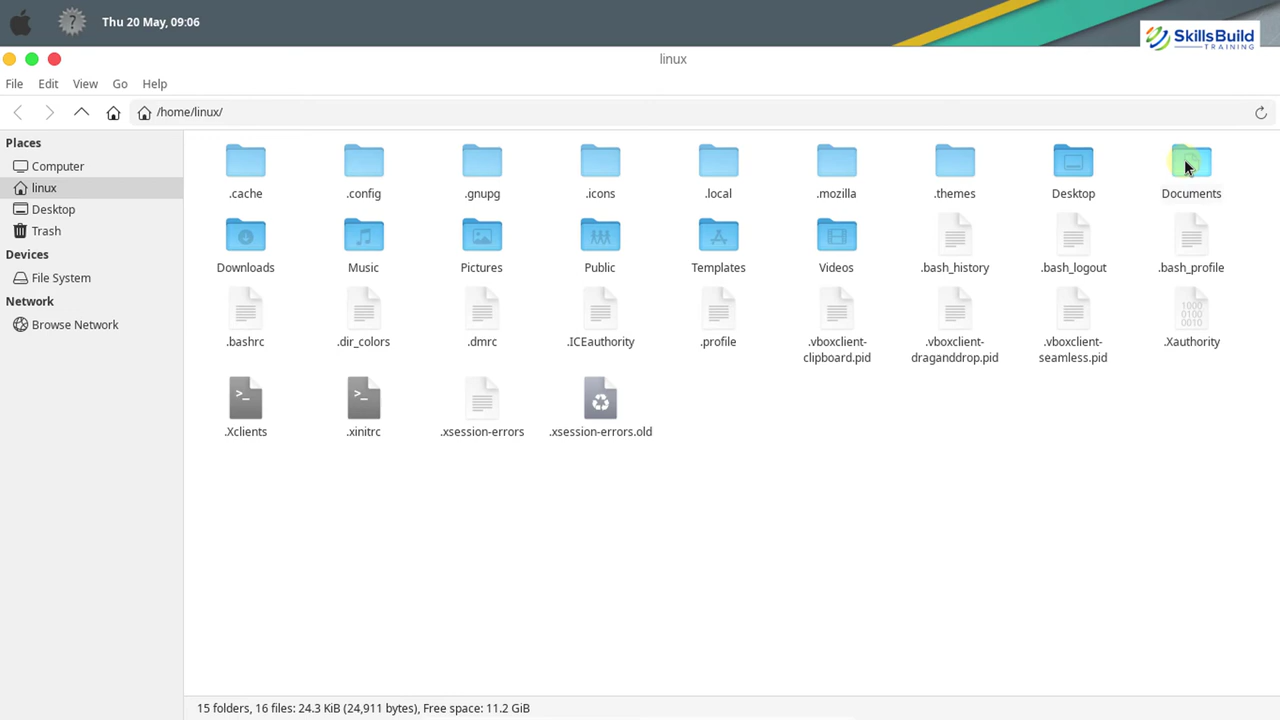 Thu 20 May, 09:06
SkillsBuild
TRAINING
linux
File Edit View Go Help
/home/linux/
Places
Computer
linux
Desktop
Trash
Devices
File System
Network
Browse Network
.cache .config .gnupg .icons .local .mozilla .themes Desktop Documents
Downloads Music Pictures Public Templates Videos .bash_history .bash_logout .bash_profile
.bashrc .dir_colors .dmrc .ICEauthority .profile .vboxclient-clipboard.pid .vboxclient-draganddrop.pid .vboxclient-seamless.pid .Xauthority
.Xclients .xinitrc .xsession-errors .xsession-errors.old
15 folders, 16 files: 24.3 KiB (24,911 bytes), Free space: 11.2 GiB